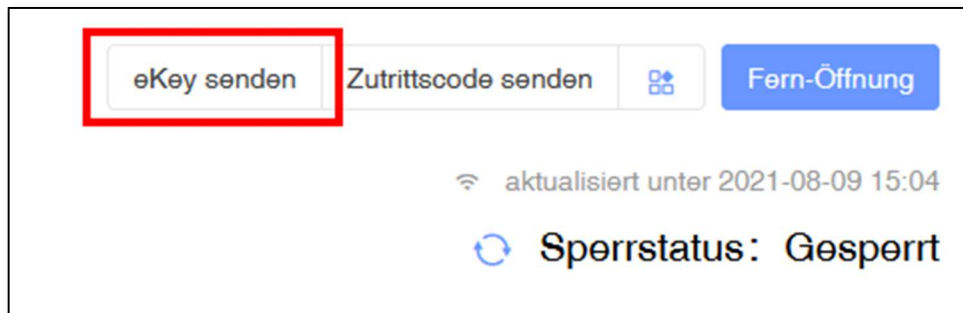 eKey senden Zutrittscode senden Fern-Öffnung
aktualisiert unter 2021-08-09 15:04
Sperrstatus: Gesperrt